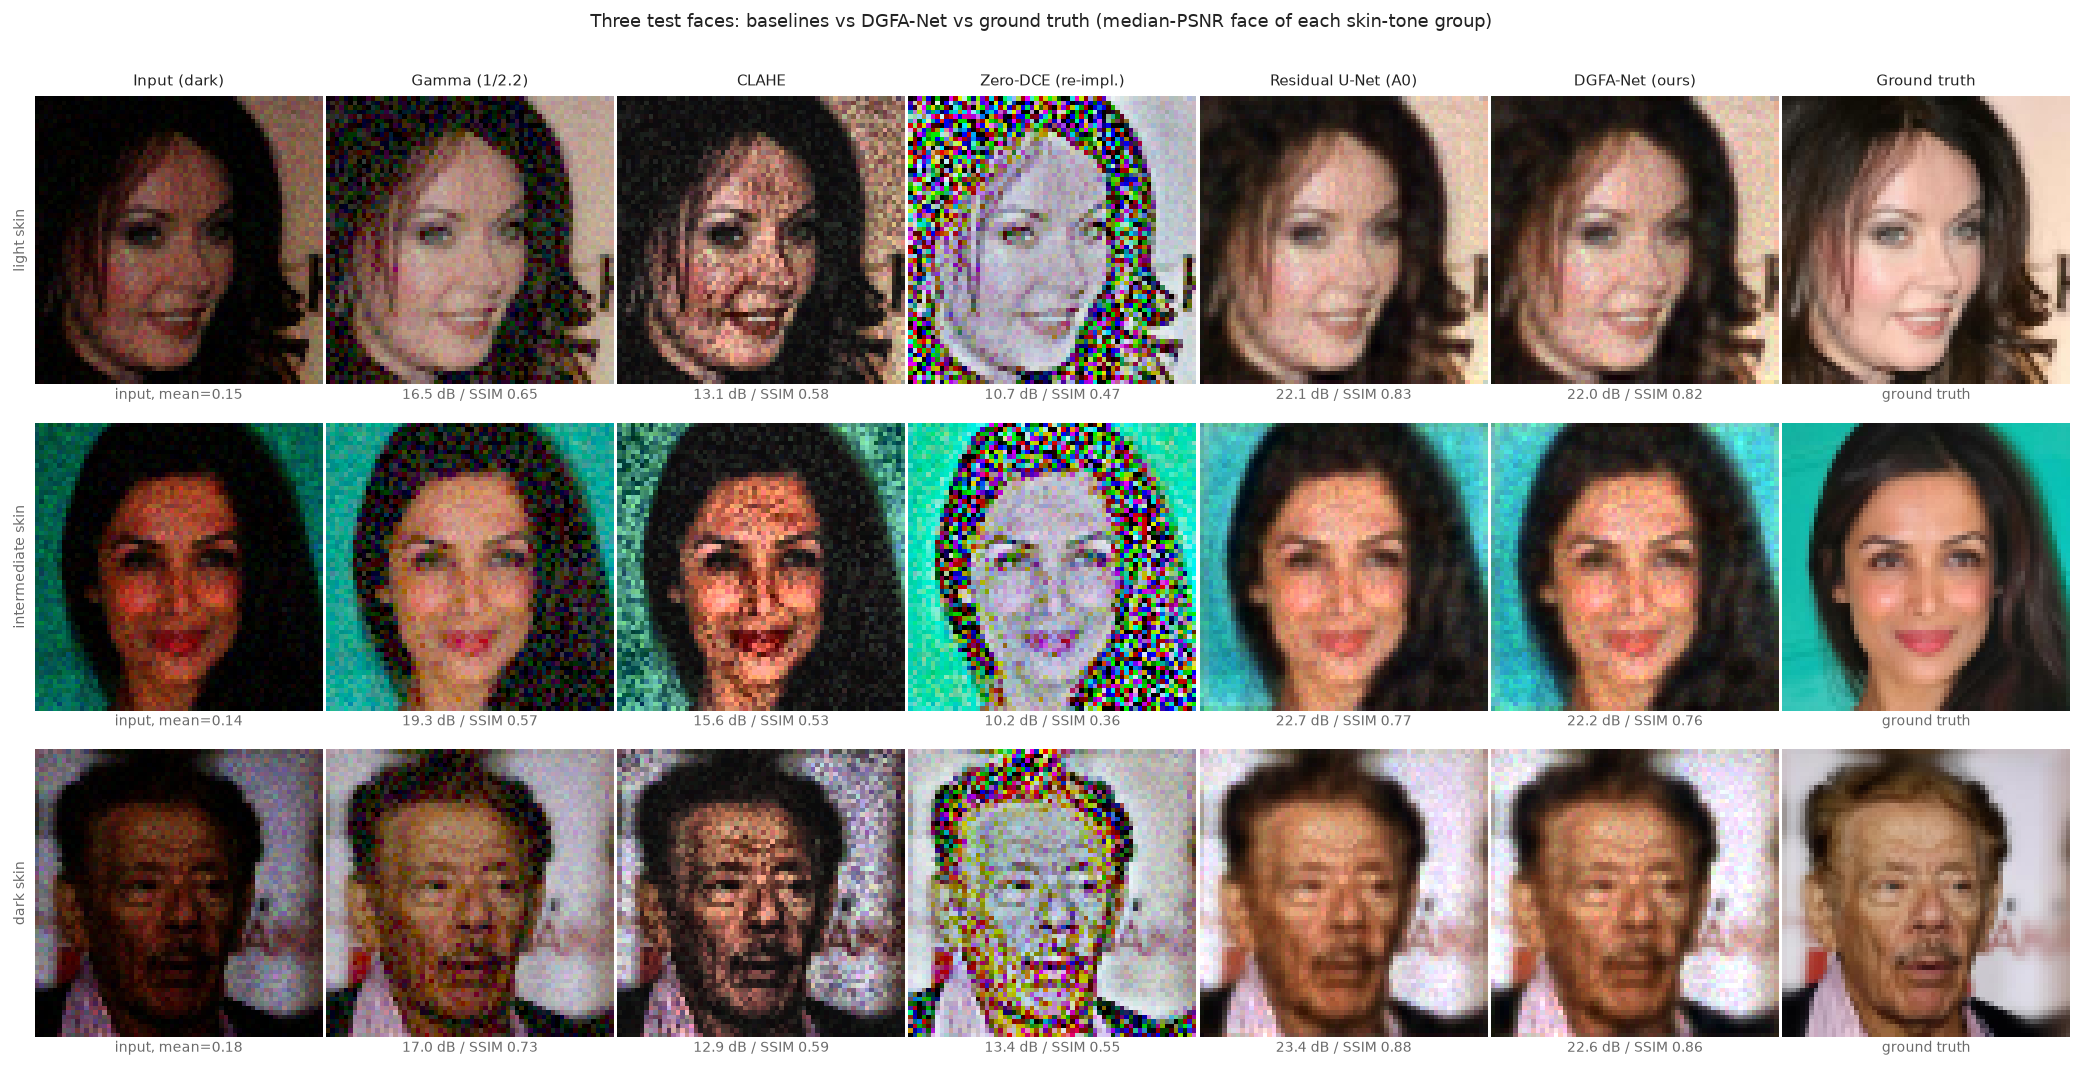 Three test faces: baselines vs DGFA-Net vs ground truth (median-PSNR face of each skin-tone group)
Input (dark) Gamma (1/2.2) CLAHE Zero-DCE (re-impl.) Residual U-Net (A0) DGFA-Net (ours) Ground truth
light skin
input, mean=0.15 16.5 dB / SSIM 0.65 13.1 dB / SSIM 0.58 10.7 dB / SSIM 0.47 22.1 dB / SSIM 0.83 22.0 dB / SSIM 0.82 ground truth
intermediate skin
input, mean=0.14 19.3 dB / SSIM 0.57 15.6 dB / SSIM 0.53 10.2 dB / SSIM 0.36 22.7 dB / SSIM 0.77 22.2 dB / SSIM 0.76 ground truth
dark skin
input, mean=0.18 17.0 dB / SSIM 0.73 12.9 dB / SSIM 0.59 13.4 dB / SSIM 0.55 23.4 dB / SSIM 0.88 22.6 dB / SSIM 0.86 ground truth